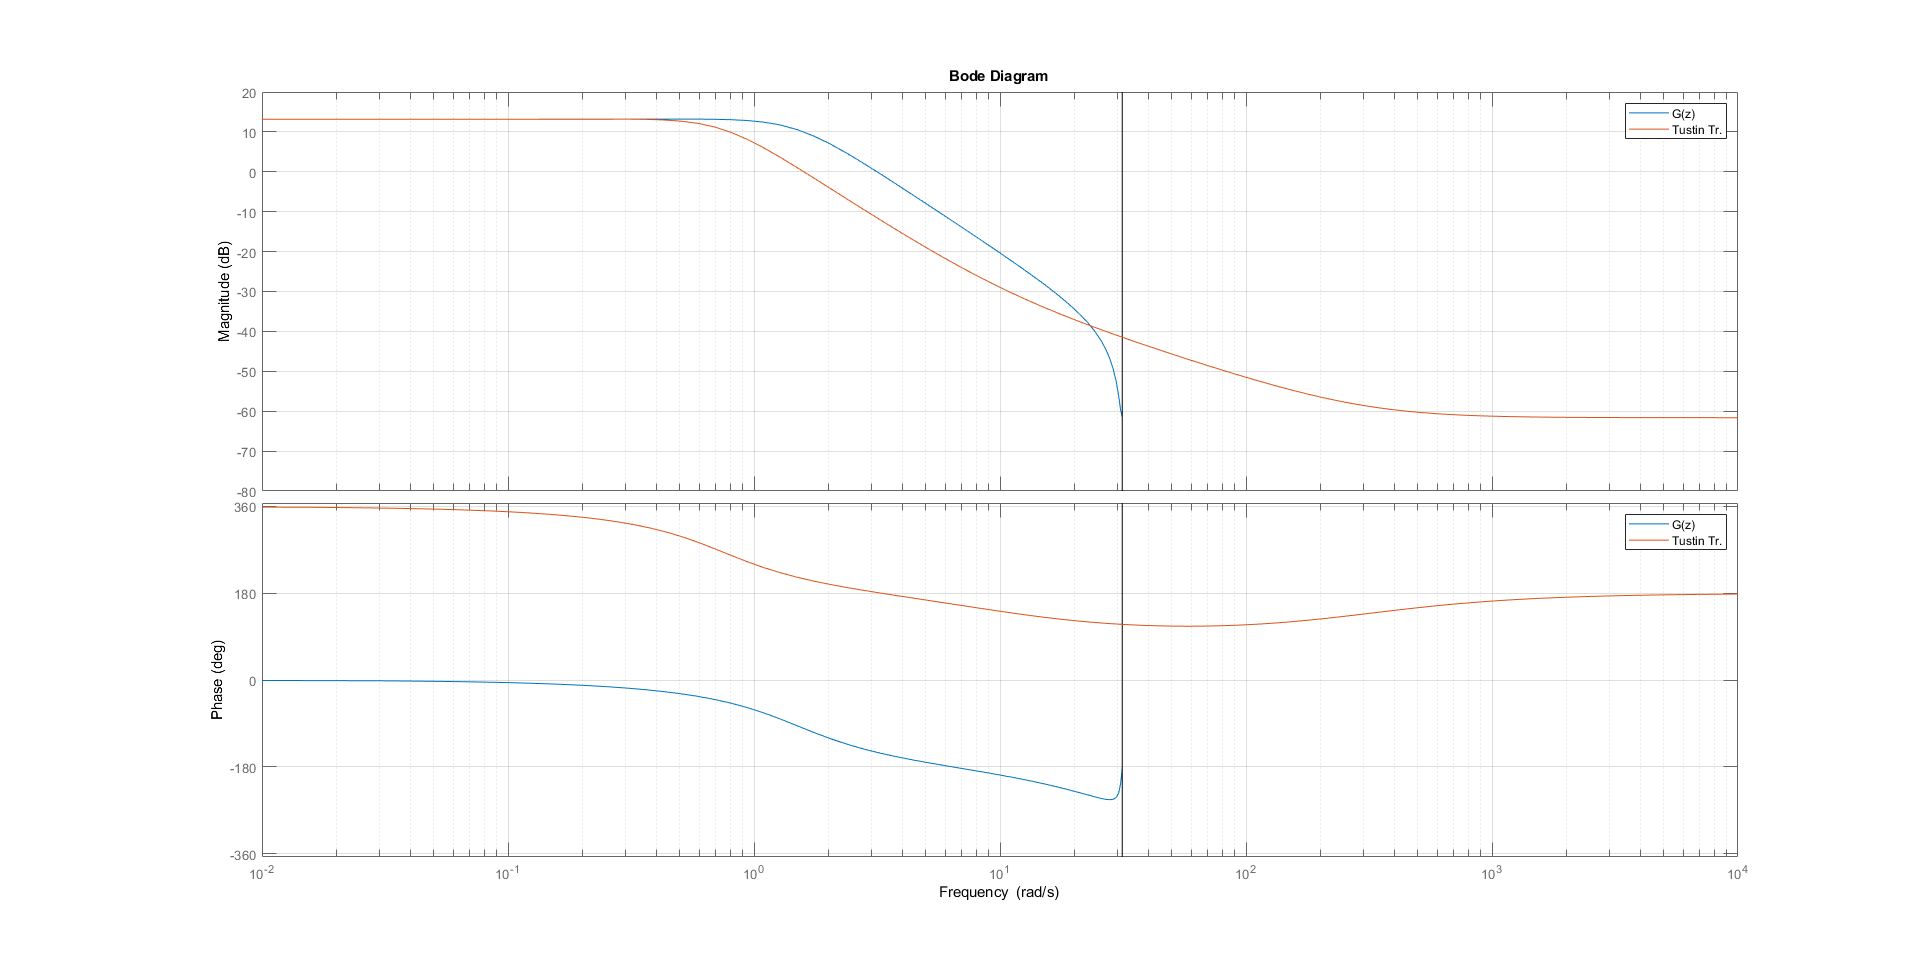 Bode Diagram
20
10
0
-10
-20
-30
-40
-50
-60
-70
-80
Magnitude (dB)
G(z)
Tustin Tr.
360
180
0
-180
-360
Phase (deg)
G(z)
Tustin Tr.
10^-2 10^-1 10^0 10^1 10^2 10^3 10^4
Frequency (rad/s)